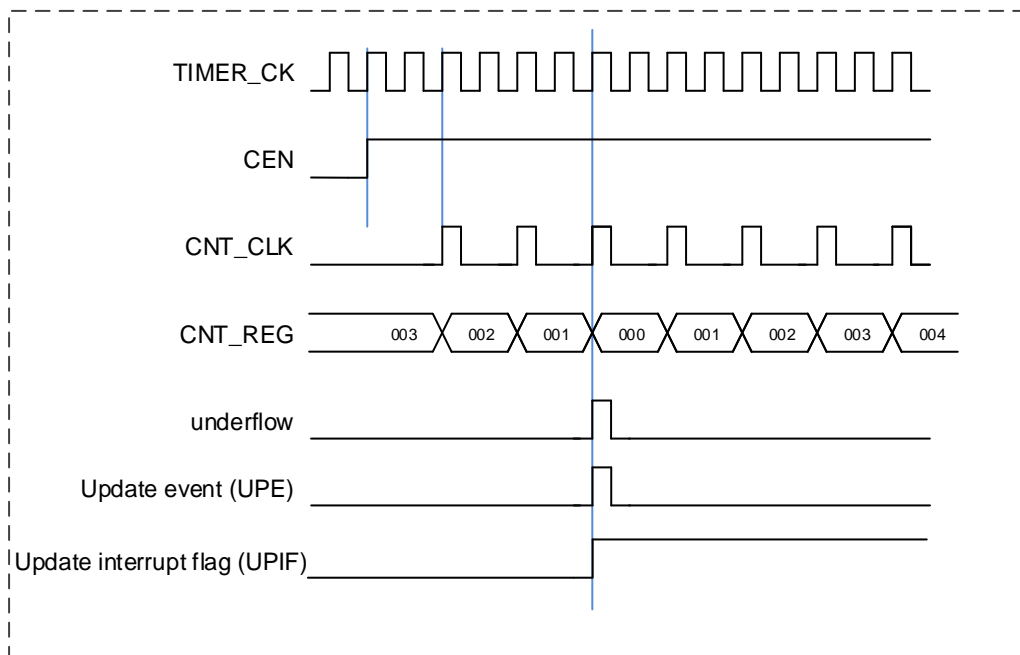 TIMER_CK
CEN
CNT_CLK
CNT_REG 003 002 001 000 001 002 003 004
underflow
Update event (UPE)
Update interrupt flag (UPIF)